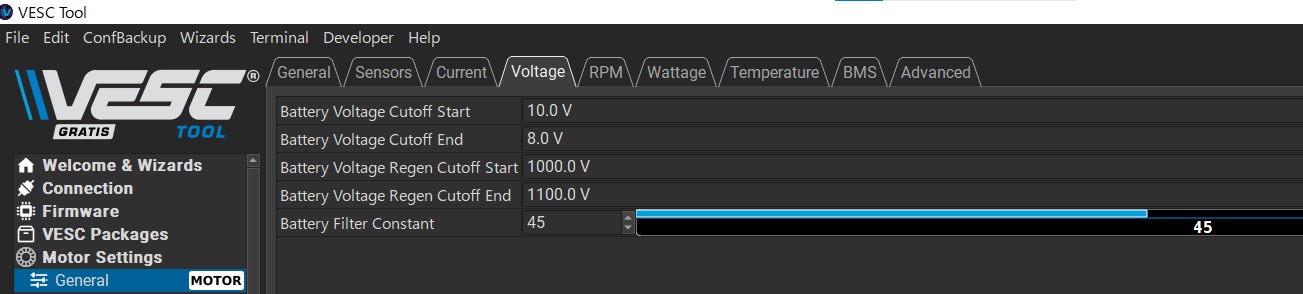 VESC Tool
File Edit ConfBackup Wizards Terminal Developer Help
VESC®
GRATIS TOOL
General Sensors Current Voltage RPM Wattage Temperature BMS Advanced
Battery Voltage Cutoff Start 10.0 V
Battery Voltage Cutoff End 8.0 V
Battery Voltage Regen Cutoff Start 1000.0 V
Battery Voltage Regen Cutoff End 1100.0 V
Battery Filter Constant 45 45
Welcome & Wizards
Connection
Firmware
VESC Packages
Motor Settings
General MOTOR